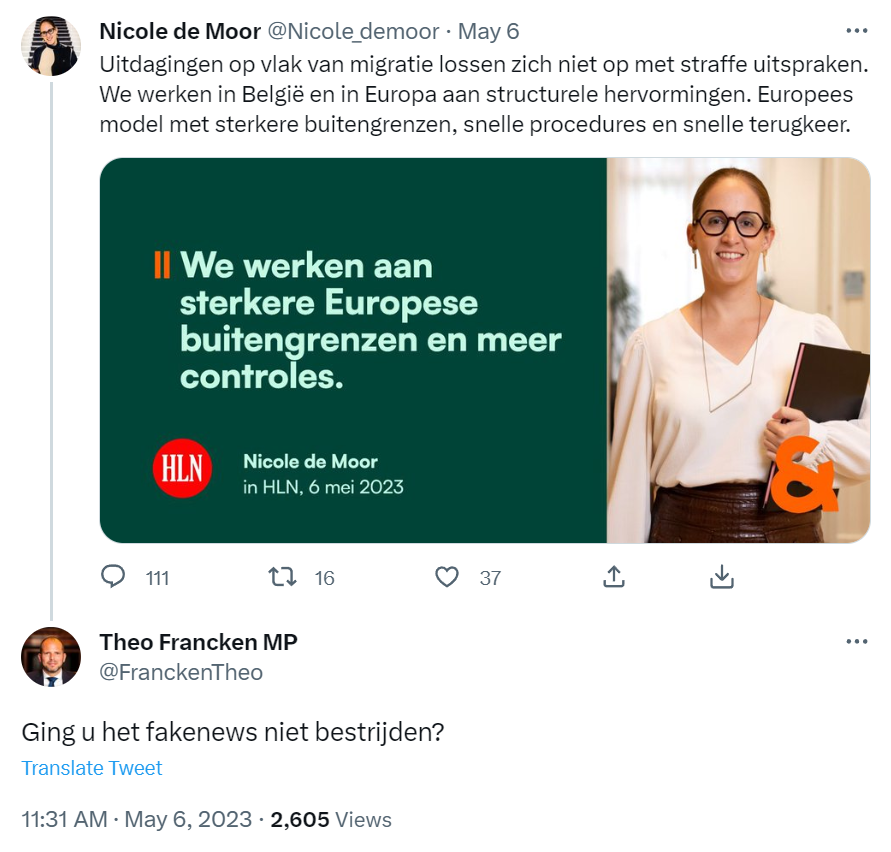 Nicole de Moor @Nicole_demoor · May 6
Uitdagingen op vlak van migratie lossen zich niet op met straffe uitspraken.
We werken in België en in Europa aan structurele hervormingen. Europees
model met sterkere buitengrenzen, snelle procedures en snelle terugkeer.
We werken aan
sterkere Europese
buitengrenzen en meer
controles.
HLN
Nicole de Moor
in HLN, 6 mei 2023
&
111 16 37
Theo Francken MP
@FranckenTheo
Ging u het fakenews niet bestrijden?
Translate Tweet
11:31 AM · May 6, 2023 · 2,605 Views